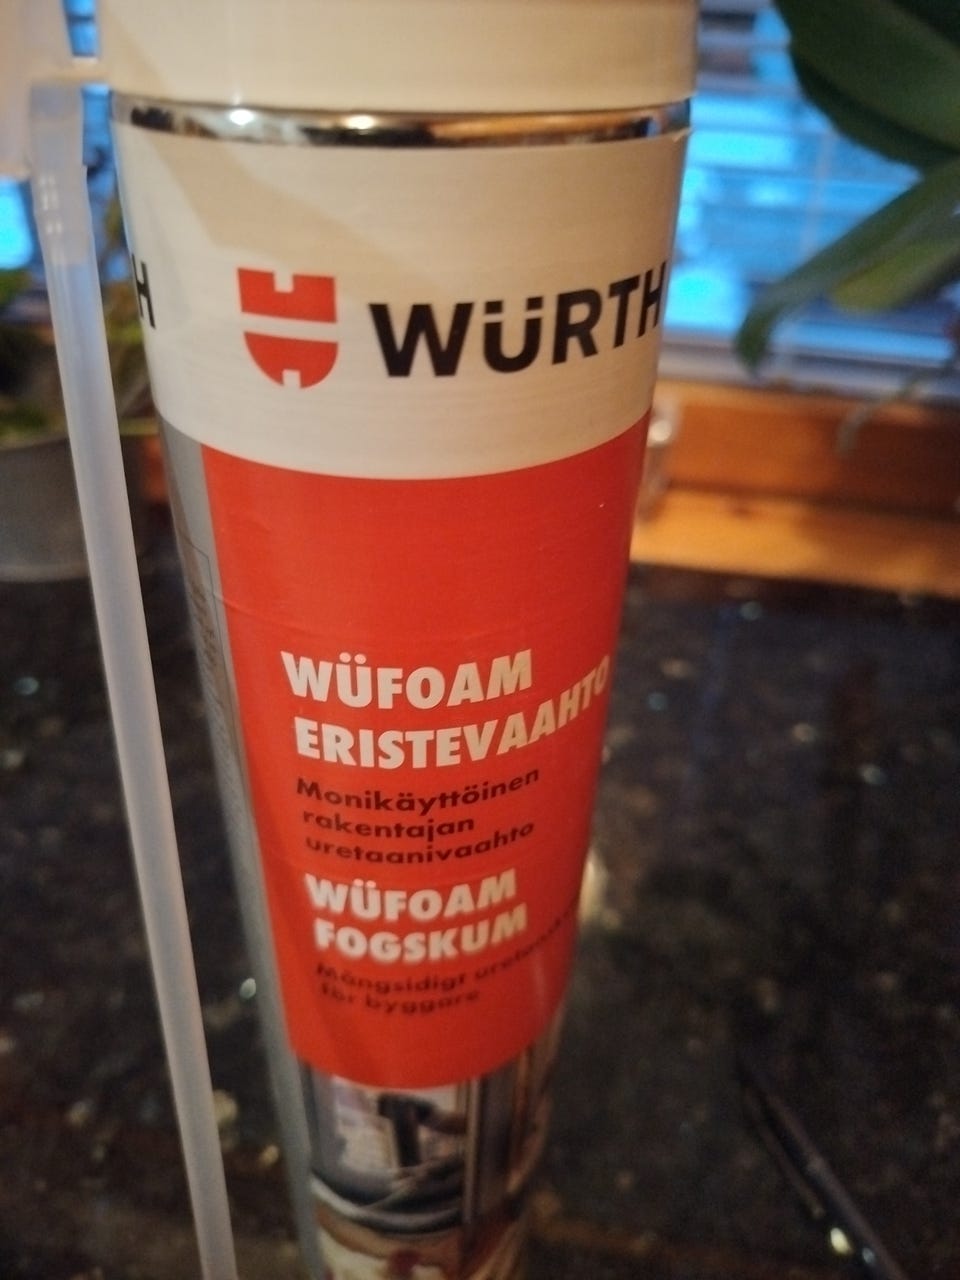 H
WÜRTH
WÜFOAM
ERISTEVAAHTO
Monikäyttöinen
rakentajan
uretaanivaahto
WÜFOAM
FOGSKUM
Mångsidigt
för byggare